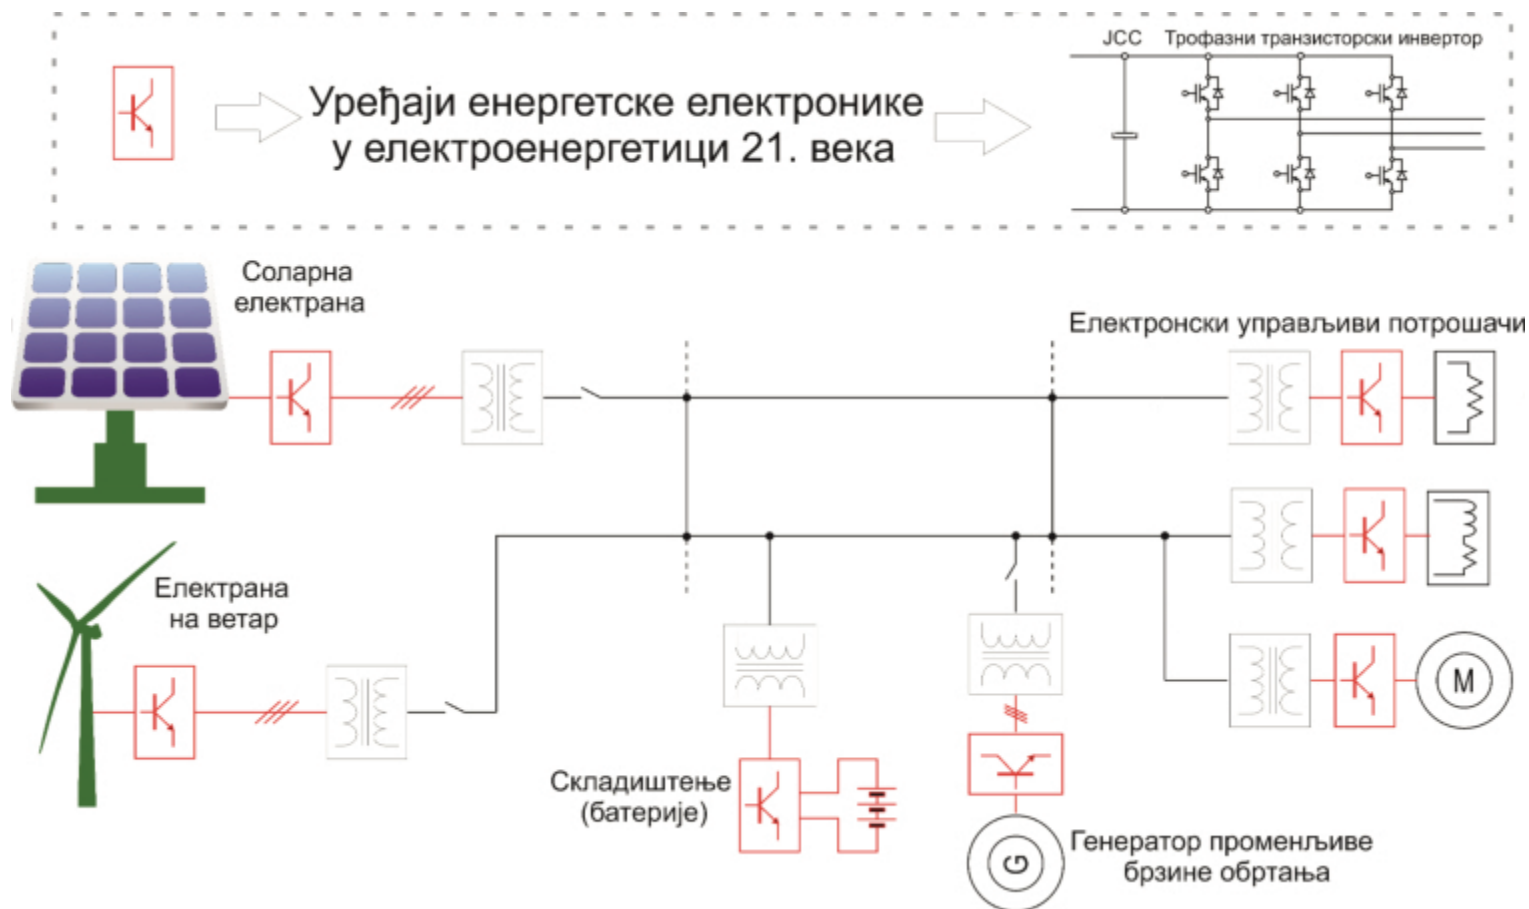 JCC
Трофазни транзисторски инвертор
Уређаји енергетске електронике
у електроенергетици 21. века
Соларна
електрана
Електронски управљиви потрошачи
Електрана
на ветар
M
Складиштење
(батерије)
G
Генератор променљиве
брзине обртања